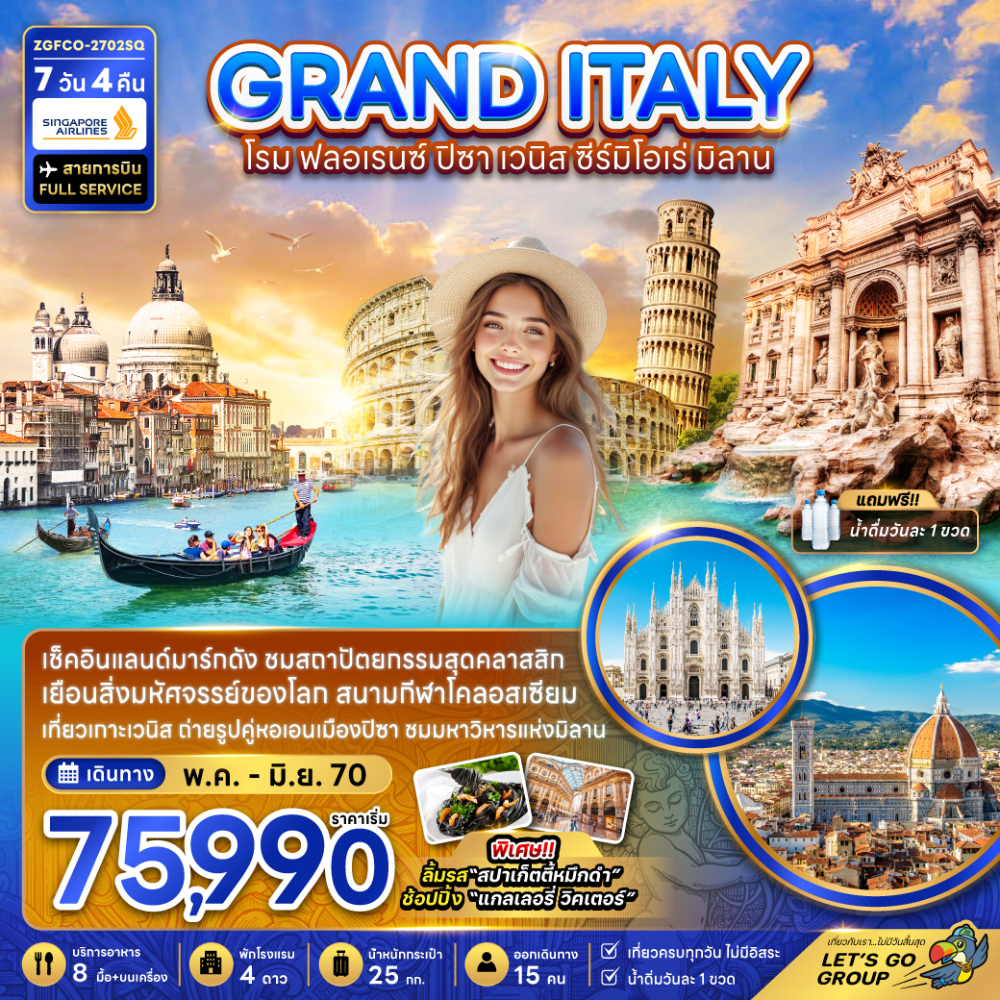 ZGFCO-2702SQ
7 วัน 4 คืน
SINGAPORE
AIRLINES
สายการบิน
FULL SERVICE
GRAND ITALY
โรม ฟลอเรนซ์ ปิซา เวนิส ซีร์มิโอเร่ มิลาน
แถมฟรี!!
น้ำดื่มวันละ 1 ขวด
เช็คอินแลนด์มาร์กดัง ชมสถาปัตยกรรมสุดคลาสสิก
เยือนสิ่งมหัศจรรย์ของโลก สนามกีฬาโคลอสเซียม
เที่ยวเกาะเวนิส ถ่ายรูปคู่หอเอนเมืองปิซา ชมมหาวิหารแห่งมิลาน
เดินทาง พ.ค. - มิ.ย. 70
ราคาเริ่ม
75,990
พิเศษ!!
ลิ้มรส "สปาเก็ตตี้หมึกดำ"
ช้อปปิ้ง "แกลเลอรี่ วิคเตอร์"
บริการอาหาร
8 มื้อ+บนเครื่อง
พักโรงแรม
4 ดาว
น้ำหนักกระเป๋า
25 กก.
ออกเดินทาง
15 คน
เที่ยวครบทุกวัน ไม่มีอิสระ
น้ำดื่มวันละ 1 ขวด
เที่ยวกับเรา...ไม่มีวันสิ้นสุด
LET'S GO
GROUP